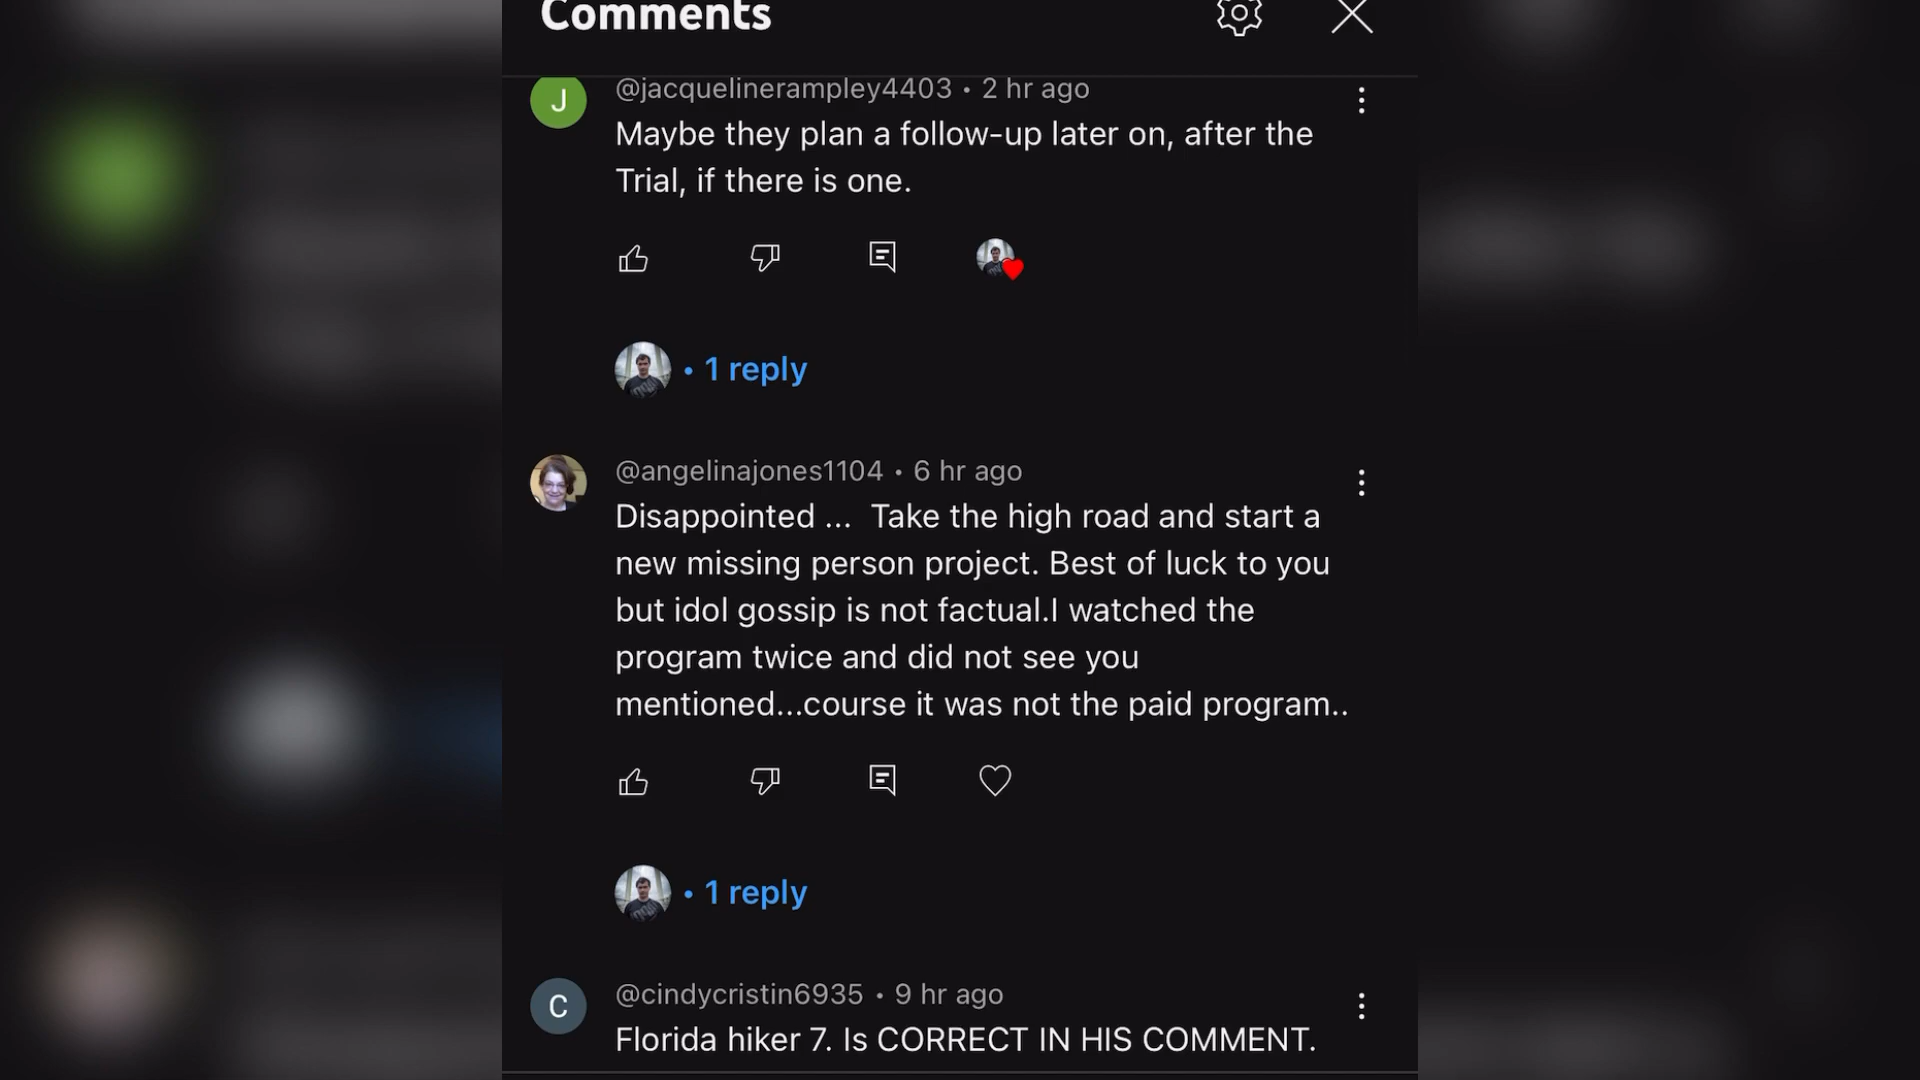 Comments
@jacquelinerampley4403 • 2 hr ago
J
Maybe they plan a follow-up later on, after the
Trial, if there is one.
• 1 reply
@angelinajones1104 • 6 hr ago
Disappointed ...  Take the high road and start a
new missing person project. Best of luck to you
but idol gossip is not factual.I watched the
program twice and did not see you
mentioned...course it was not the paid program..
• 1 reply
@cindycristin6935 • 9 hr ago
C
Florida hiker 7. Is CORRECT IN HIS COMMENT.